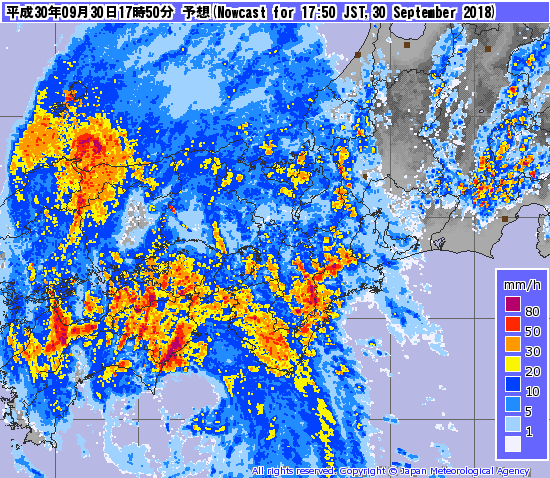 平成30年09月30日17時50分 予想(Nowcast for 17:50 JST,30 September 2018)
mm/h
80
50
30
20
10
5
1
All rights reserved. Copyright © Japan Meteorological Agency